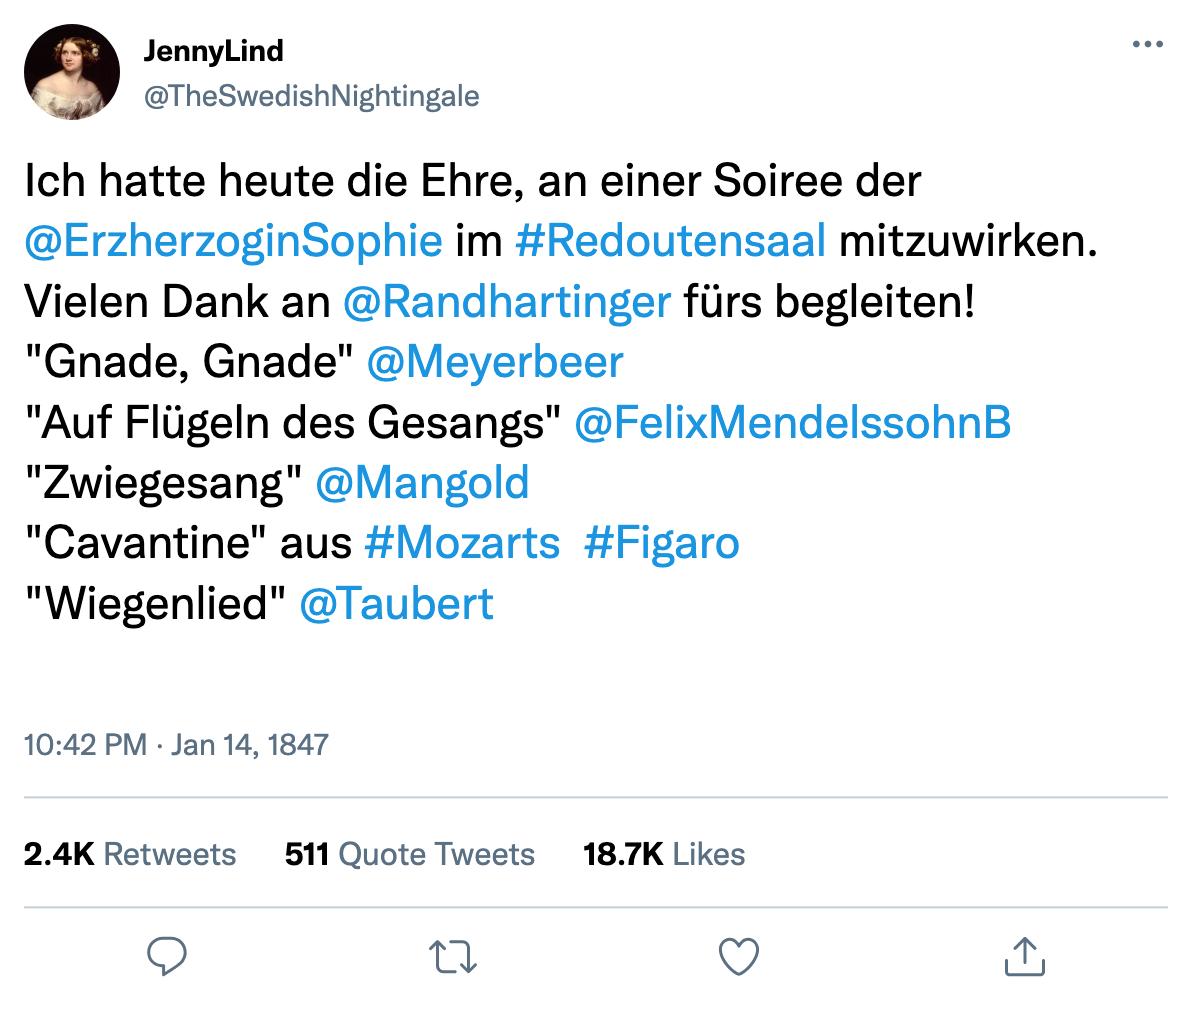 JennyLind
@TheSwedishNightingale
Ich hatte heute die Ehre, an einer Soiree der
@ErzherzoginSophie im #Redoutensaal mitzuwirken.
Vielen Dank an @Randhartinger fürs begleiten!
"Gnade, Gnade" @Meyerbeer
"Auf Flügeln des Gesangs" @FelixMendelssohnB
"Zwiegesang" @Mangold
"Cavantine" aus #Mozarts #Figaro
"Wiegenlied" @Taubert
10:42 PM · Jan 14, 1847
2.4K Retweets 511 Quote Tweets 18.7K Likes